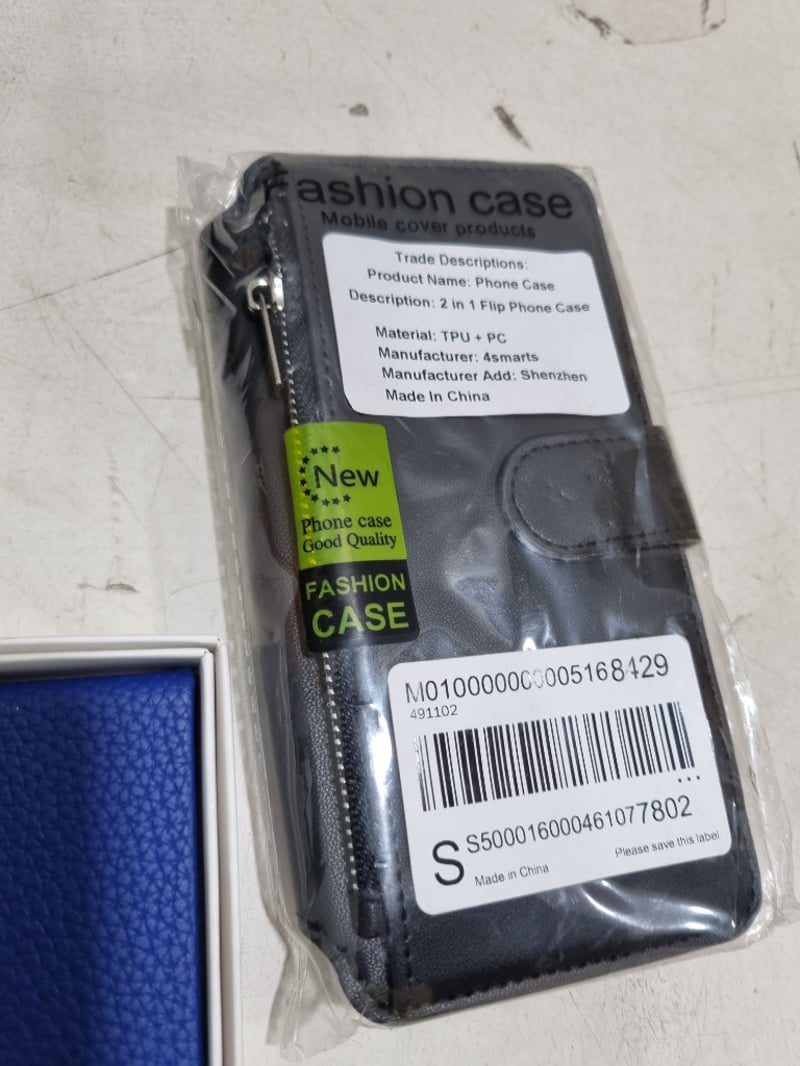 Fashion case
Mobile cover products
Trade Descriptions:
Product Name: Phone Case
Description: 2 in 1 Flip Phone Case
Material: TPU + PC
Manufacturer: 4smarts
Manufacturer Add: Shenzhen
Made In China
New
Phone case
Good Quality
FASHION
CASE
M010000000005168429
491102
S S500016000461077802
Please save this label
Made in China